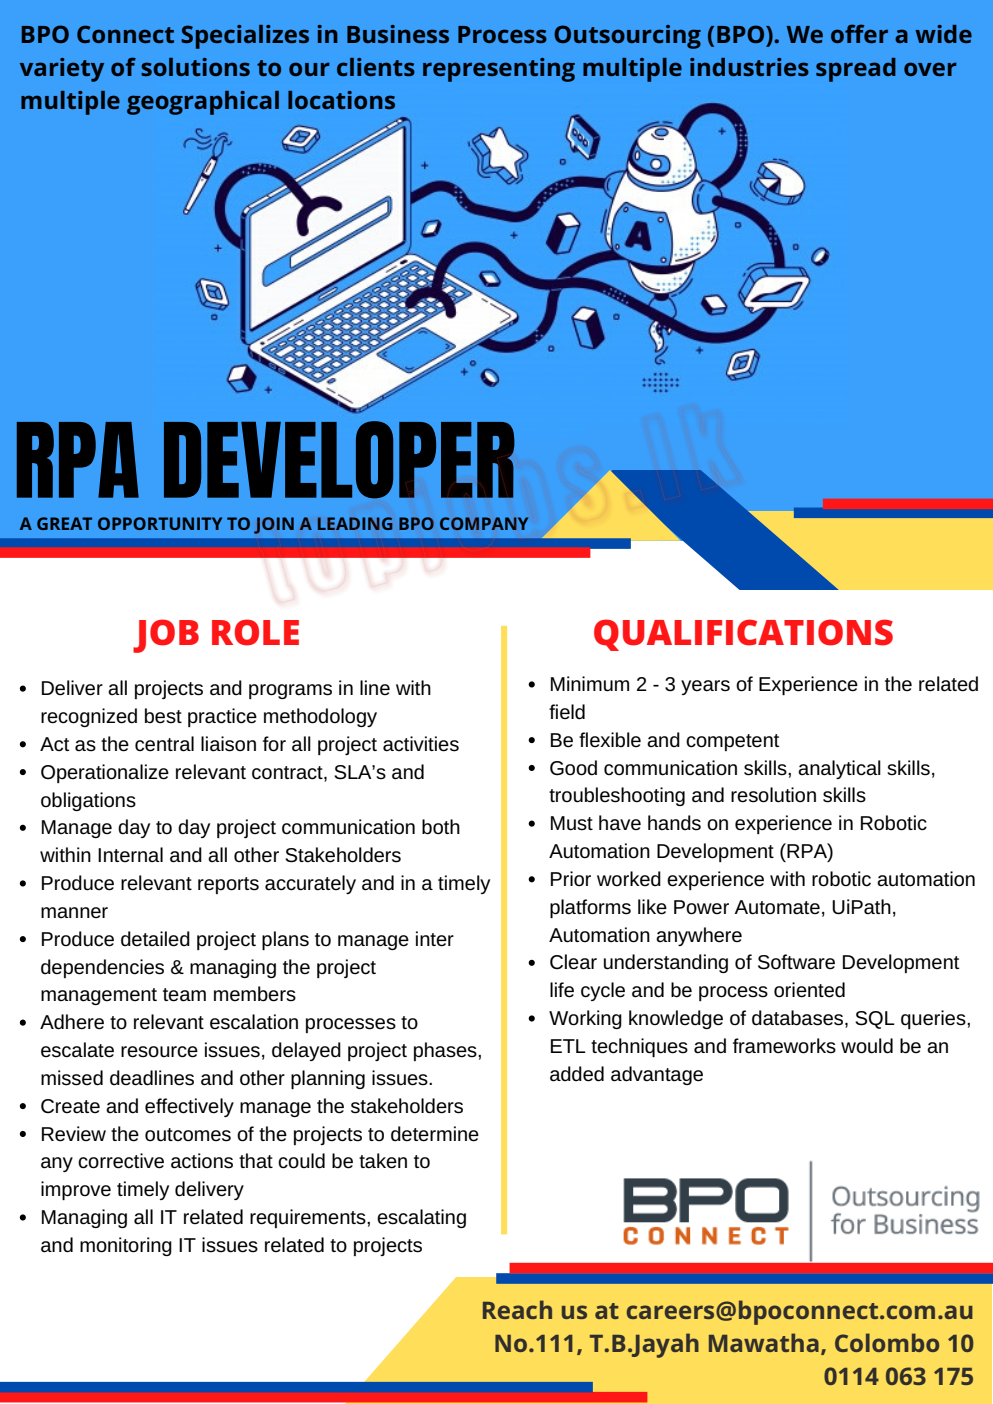 BPO Connect Specializes in Business Process Outsourcing (BPO). We offer a wide
variety of solutions to our clients representing multiple industries spread over
multiple geographical locations
A
RPA DEVELOPER
A GREAT OPPORTUNITY TO JOIN A LEADING BPO COMPANY
topjobs.lk
JOB ROLE
• Deliver all projects and programs in line with
recognized best practice methodology
• Act as the central liaison for all project activities
• Operationalize relevant contract, SLA's and
obligations
• Manage day to day project communication both
within Internal and all other Stakeholders
• Produce relevant reports accurately and in a timely
manner
• Produce detailed project plans to manage inter
dependencies & managing the project
management team members
• Adhere to relevant escalation processes to
escalate resource issues, delayed project phases,
missed deadlines and other planning issues.
• Create and effectively manage the stakeholders
• Review the outcomes of the projects to determine
any corrective actions that could be taken to
improve timely delivery
• Managing all IT related requirements, escalating
and monitoring IT issues related to projects
QUALIFICATIONS
• Minimum 2 - 3 years of Experience in the related
field
• Be flexible and competent
• Good communication skills, analytical skills,
troubleshooting and resolution skills
• Must have hands on experience in Robotic
Automation Development (RPA)
• Prior worked experience with robotic automation
platforms like Power Automate, UiPath,
Automation anywhere
• Clear understanding of Software Development
life cycle and be process oriented
• Working knowledge of databases, SQL queries,
ETL techniques and frameworks would be an
added advantage
BPO
CONNECT
Outsourcing
for Business
Reach us at careers@bpoconnect.com.au
No.111, T.B.Jayah Mawatha, Colombo 10
0114 063 175